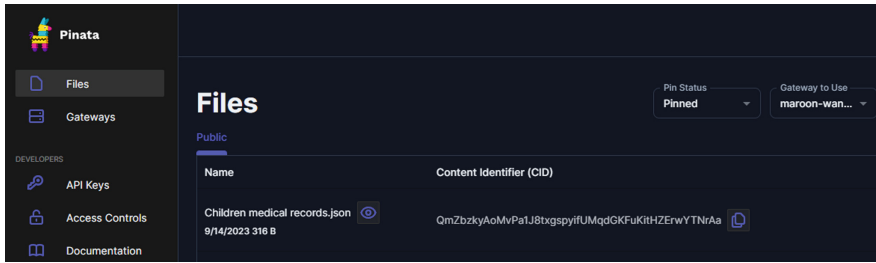 Pinata
Files
Gateways
DEVELOPERS
API Keys
Access Controls
Documentation
Files
Pin Status
Pinned
Gateway to Use
maroon-wan...
Public
Name
Content Identifier (CID)
Children medical records.json
9/14/2023 316 B
QmZbzkyAoMvPa1J8txgspyifUMqdGKFuKitHZErwYTNrAa